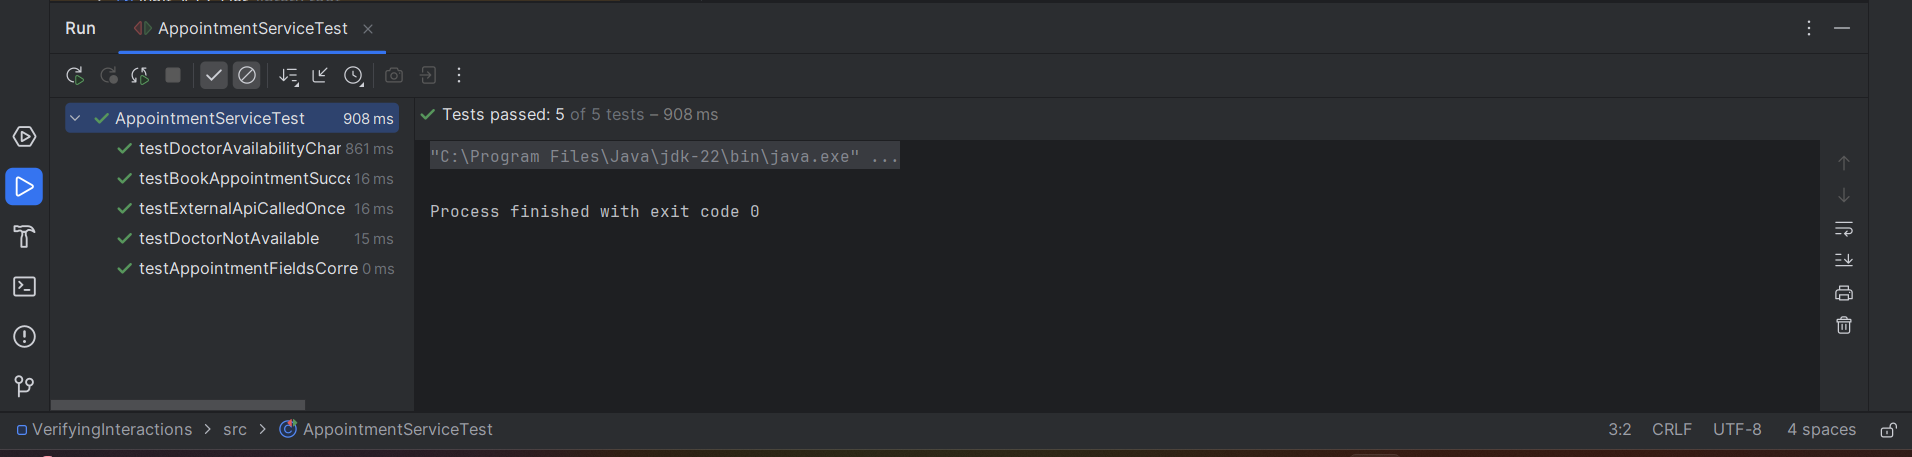 Run AppointmentServiceTest
AppointmentServiceTest 908 ms
testDoctorAvailabilityChar 861 ms
testBookAppointmentSucce 16 ms
testExternalApiCalledOnce 16 ms
testDoctorNotAvailable 15 ms
testAppointmentFieldsCorre 0 ms
Tests passed: 5 of 5 tests – 908 ms
"C:\Program Files\Java\jdk-22\bin\java.exe" ...
Process finished with exit code 0
VerifyingInteractions > src > AppointmentServiceTest 3:2 CRLF UTF-8 4 spaces